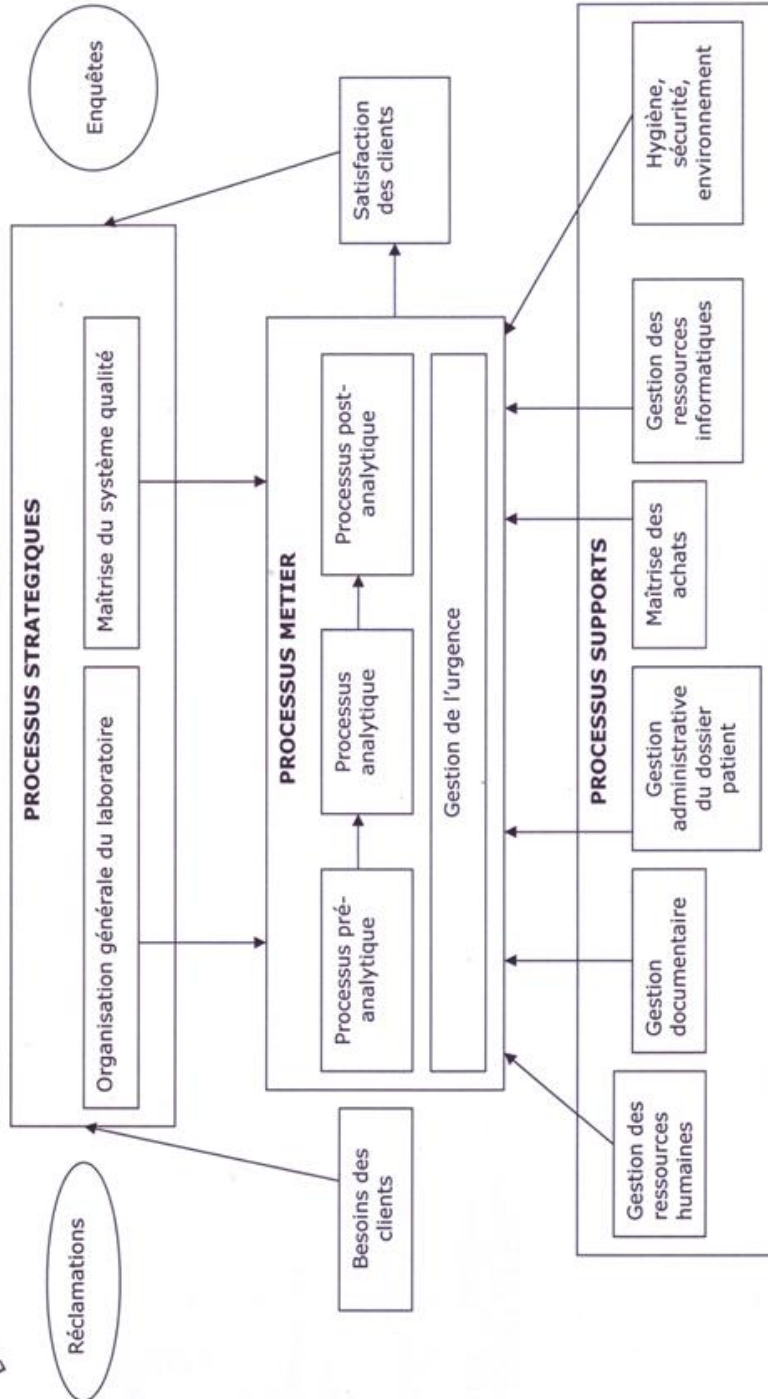 Réclamations
Enquêtes
PROCESSUS STRATEGIQUES
Organisation générale du laboratoire
Maîtrise du système qualité
Besoins des
clients
PROCESSUS METIER
Processus pré-
analytique
Processus
analytique
Processus post-
analytique
Gestion de l'urgence
Satisfaction
des clients
PROCESSUS SUPPORTS
Gestion des
ressources
humaines
Gestion
documentaire
Gestion
administrative
du dossier
patient
Maîtrise des
achats
Gestion des
ressources
informatiques
Hygiène,
sécurité,
environnement